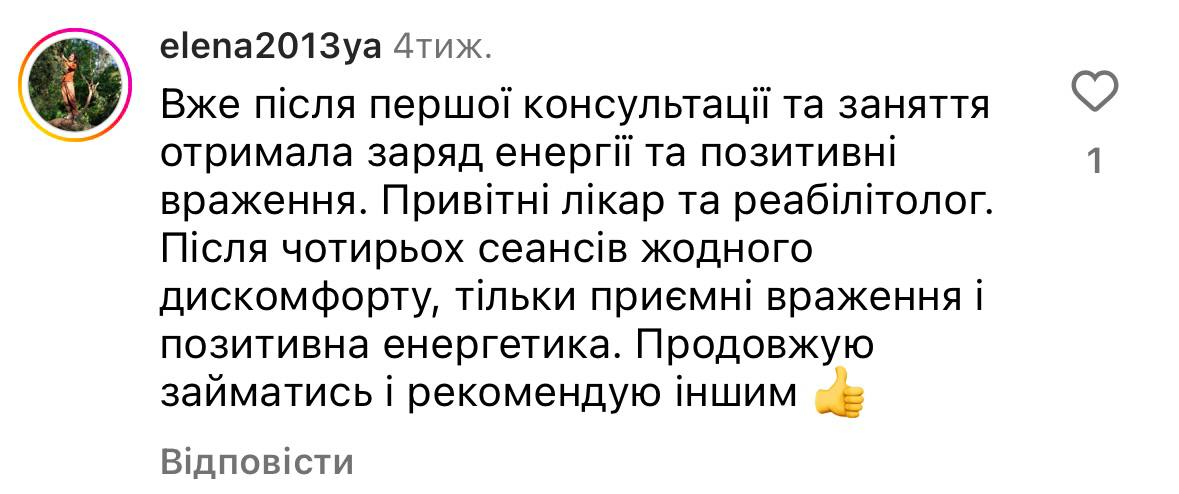 elena2013ya 4тиж.
Вже після першої консультації та заняття
отримала заряд енергії та позитивні
враження. Привітні лікар та реабілітолог.
Після чотирьох сеансів жодного
дискомфорту, тільки приємні враження і
позитивна енергетика. Продовжую
займатись і рекомендую іншим 👍
1
Відповісти